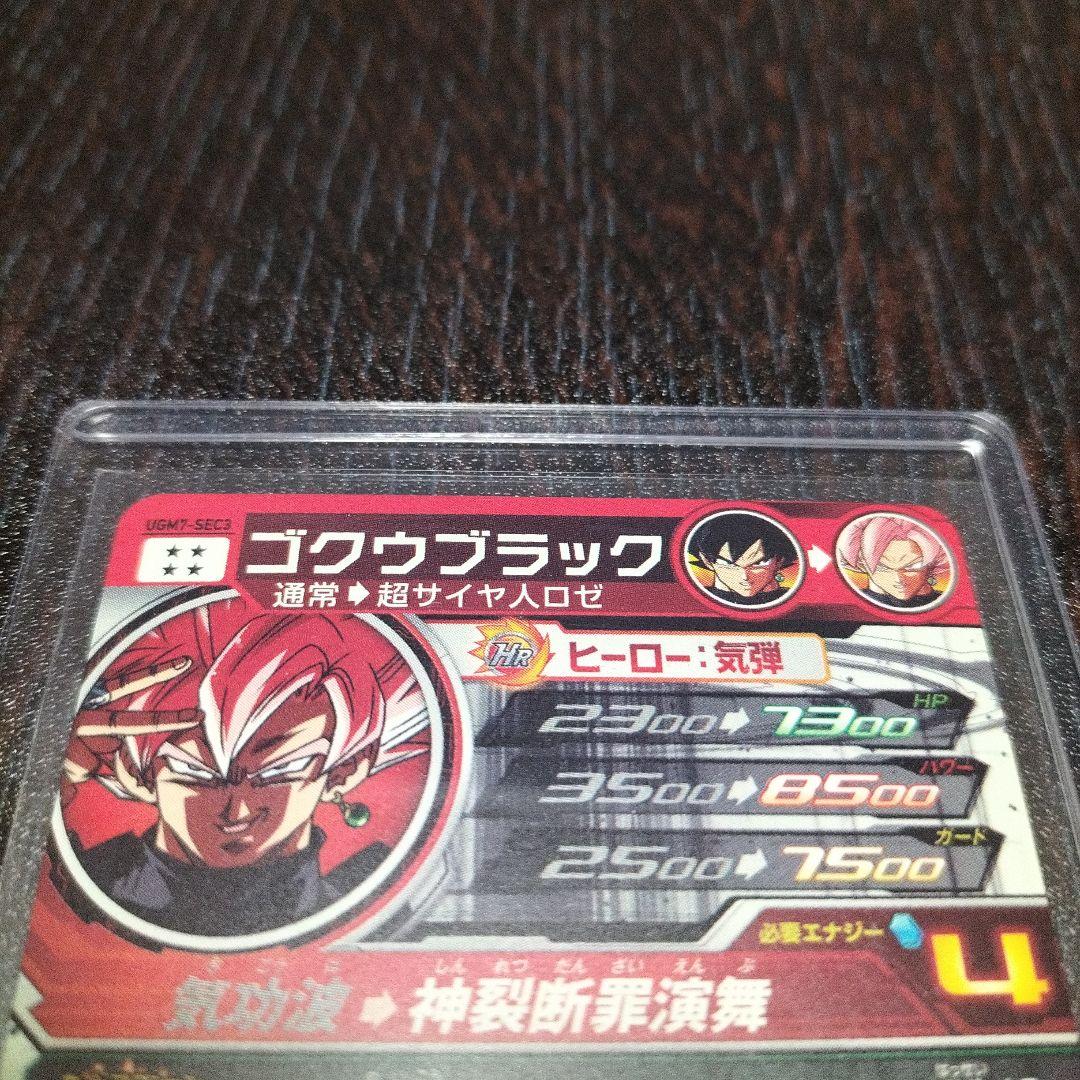 UGM7-SEC3
ゴクウブラック
通常➡超サイヤ人ロゼ
HR ヒーロー：気弾
HP
2300➡7300
パワー
3500➡8500
ガード
2500➡7500
必要エナジー 4
き こう は しん れつ だん ざい えん ぶ
気功波➡神裂断罪演舞